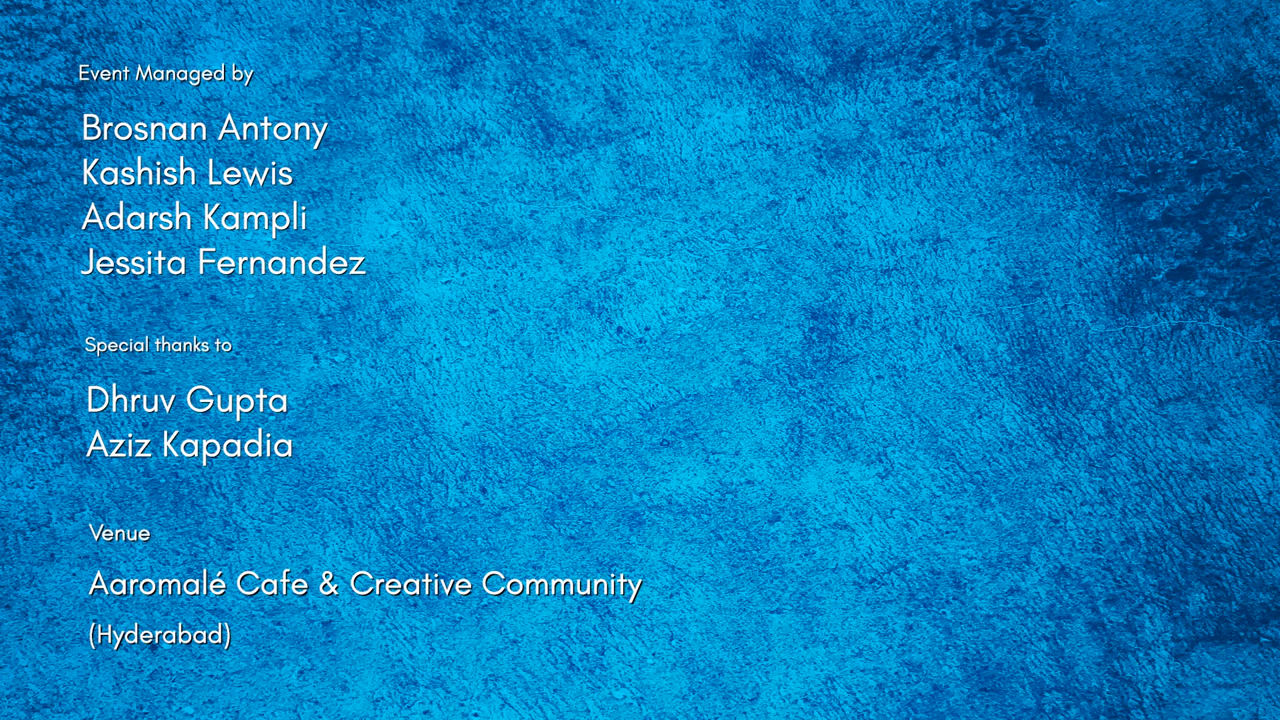 Event Managed by
Brosnan Antony
Kashish Lewis
Adarsh Kampli
Jessita Fernandez
Special thanks to
Dhruv Gupta
Aziz Kapadia
Venue
Aaromalé Cafe & Creative Community
(Hyderabad)